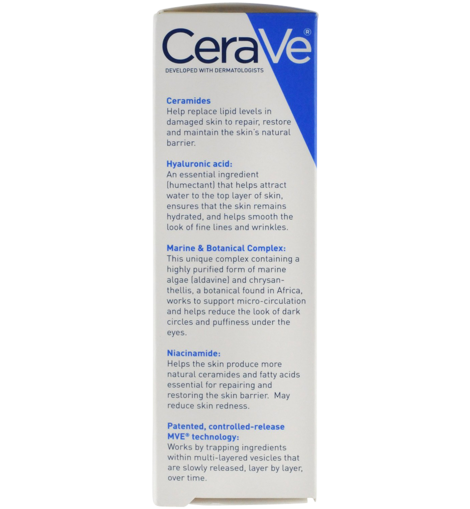 CeraVe®
DEVELOPED WITH DERMATOLOGISTS
Ceramides
Help replace lipid levels in
damaged skin to repair, restore
and maintain the skin's natural
barrier.
Hyaluronic acid:
An essential ingredient
(humectant) that helps attract
water to the top layer of skin,
ensures that the skin remains
hydrated, and helps smooth the
look of fine lines and wrinkles.
Marine & Botanical Complex:
This unique complex containing a
highly purified form of marine
algae (aldavine) and chrysan-
thellis, a botanical found in Africa,
works to support micro-circulation
and helps reduce the look of dark
circles and puffiness under the
eyes.
Niacinamide:
Helps the skin produce more
natural ceramides and fatty acids
essential for repairing and
restoring the skin barrier. May
reduce skin redness.
Patented, controlled-release
MVE® technology:
Works by trapping ingredients
within multi-layered vesicles that
are slowly released, layer by layer,
over time.